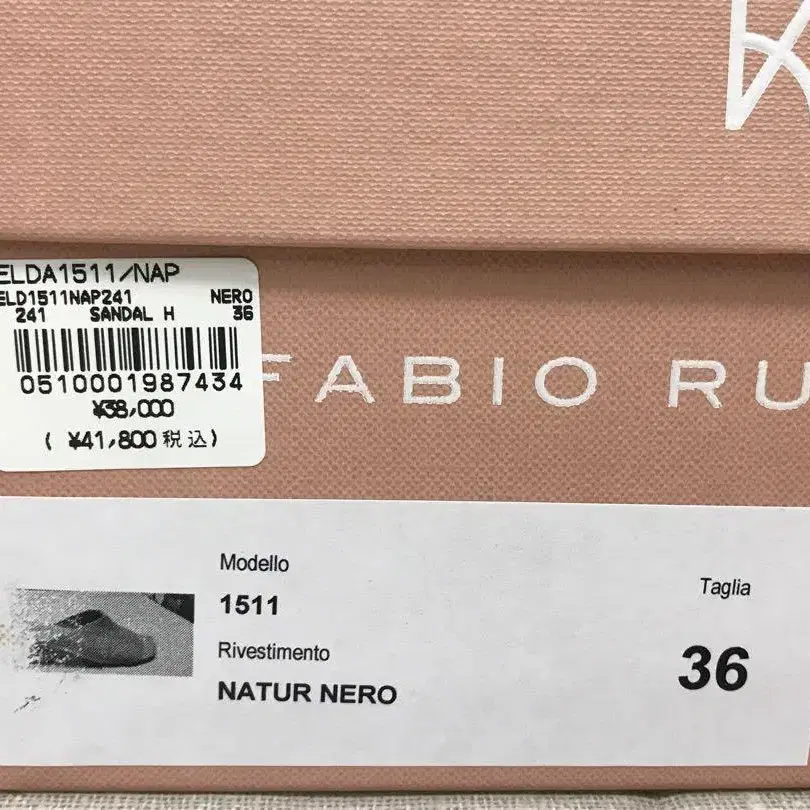 ELDA1511/NAP
ELD1511NAP241 NERO
241 SANDAL H 36
0510001987434
¥38,000
( ¥41,800 税込)
FABIO RU
Modello
1511
Taglia
Rivestimento
36
NATUR NERO